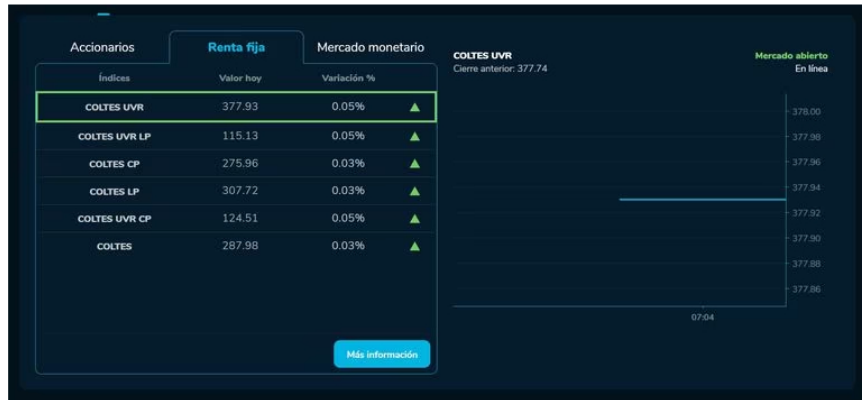 Accionarios Renta fija Mercado monetario
Índices Valor hoy Variación %
COLTES UVR 377.93 0.05%
COLTES UVR LP 115.13 0.05%
COLTES CP 275.96 0.03%
COLTES LP 307.72 0.03%
COLTES UVR CP 124.51 0.05%
COLTES 287.98 0.03%
Más información
COLTES UVR Mercado abierto
Cierre anterior: 377.74 En línea
378.00
377.98
377.96
377.94
377.92
377.90
377.88
377.86
07:04